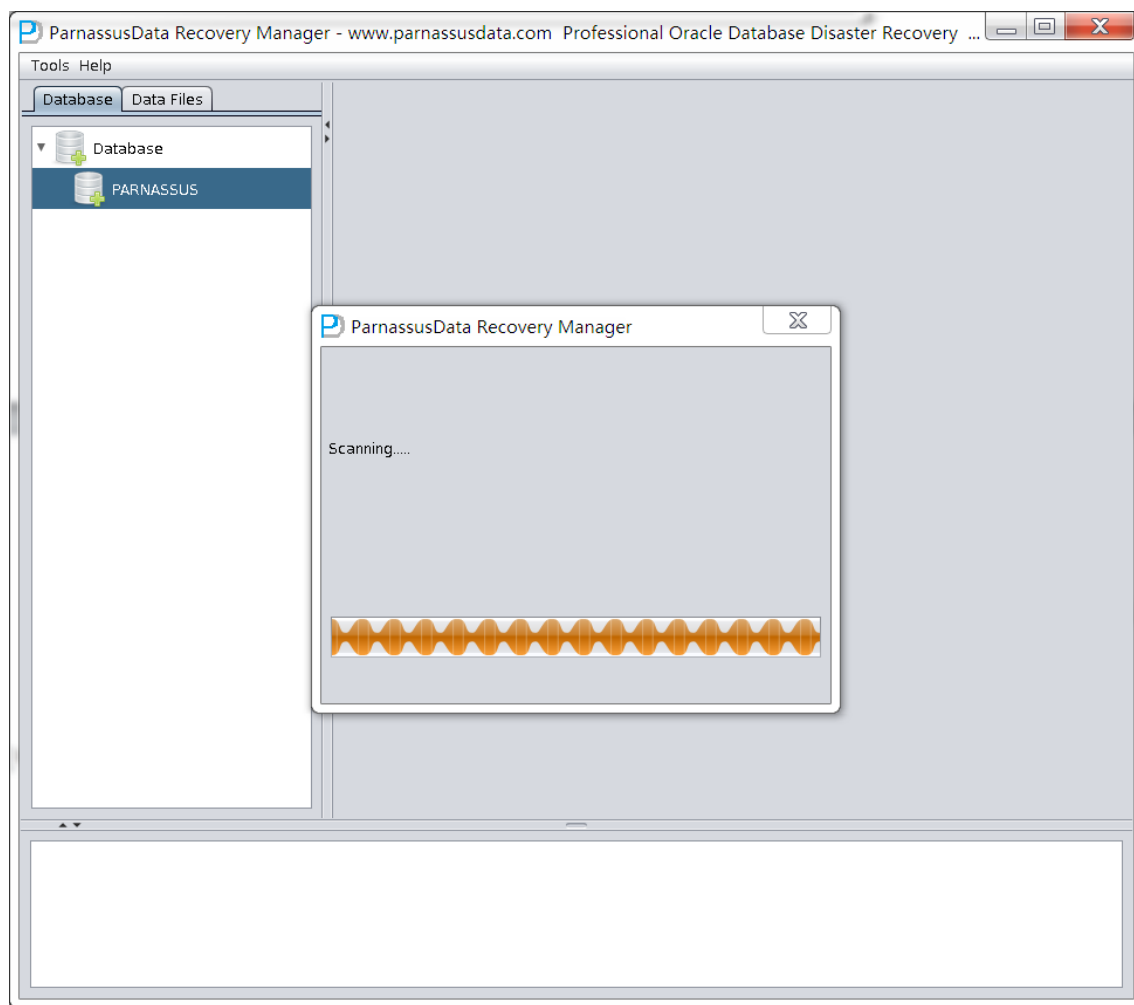 ParnassusData Recovery Manager - www.parnassusdata.com Professional Oracle Database Disaster Recovery ...
Tools Help
Database Data Files
Database
PARNASSUS
ParnassusData Recovery Manager
Scanning.....